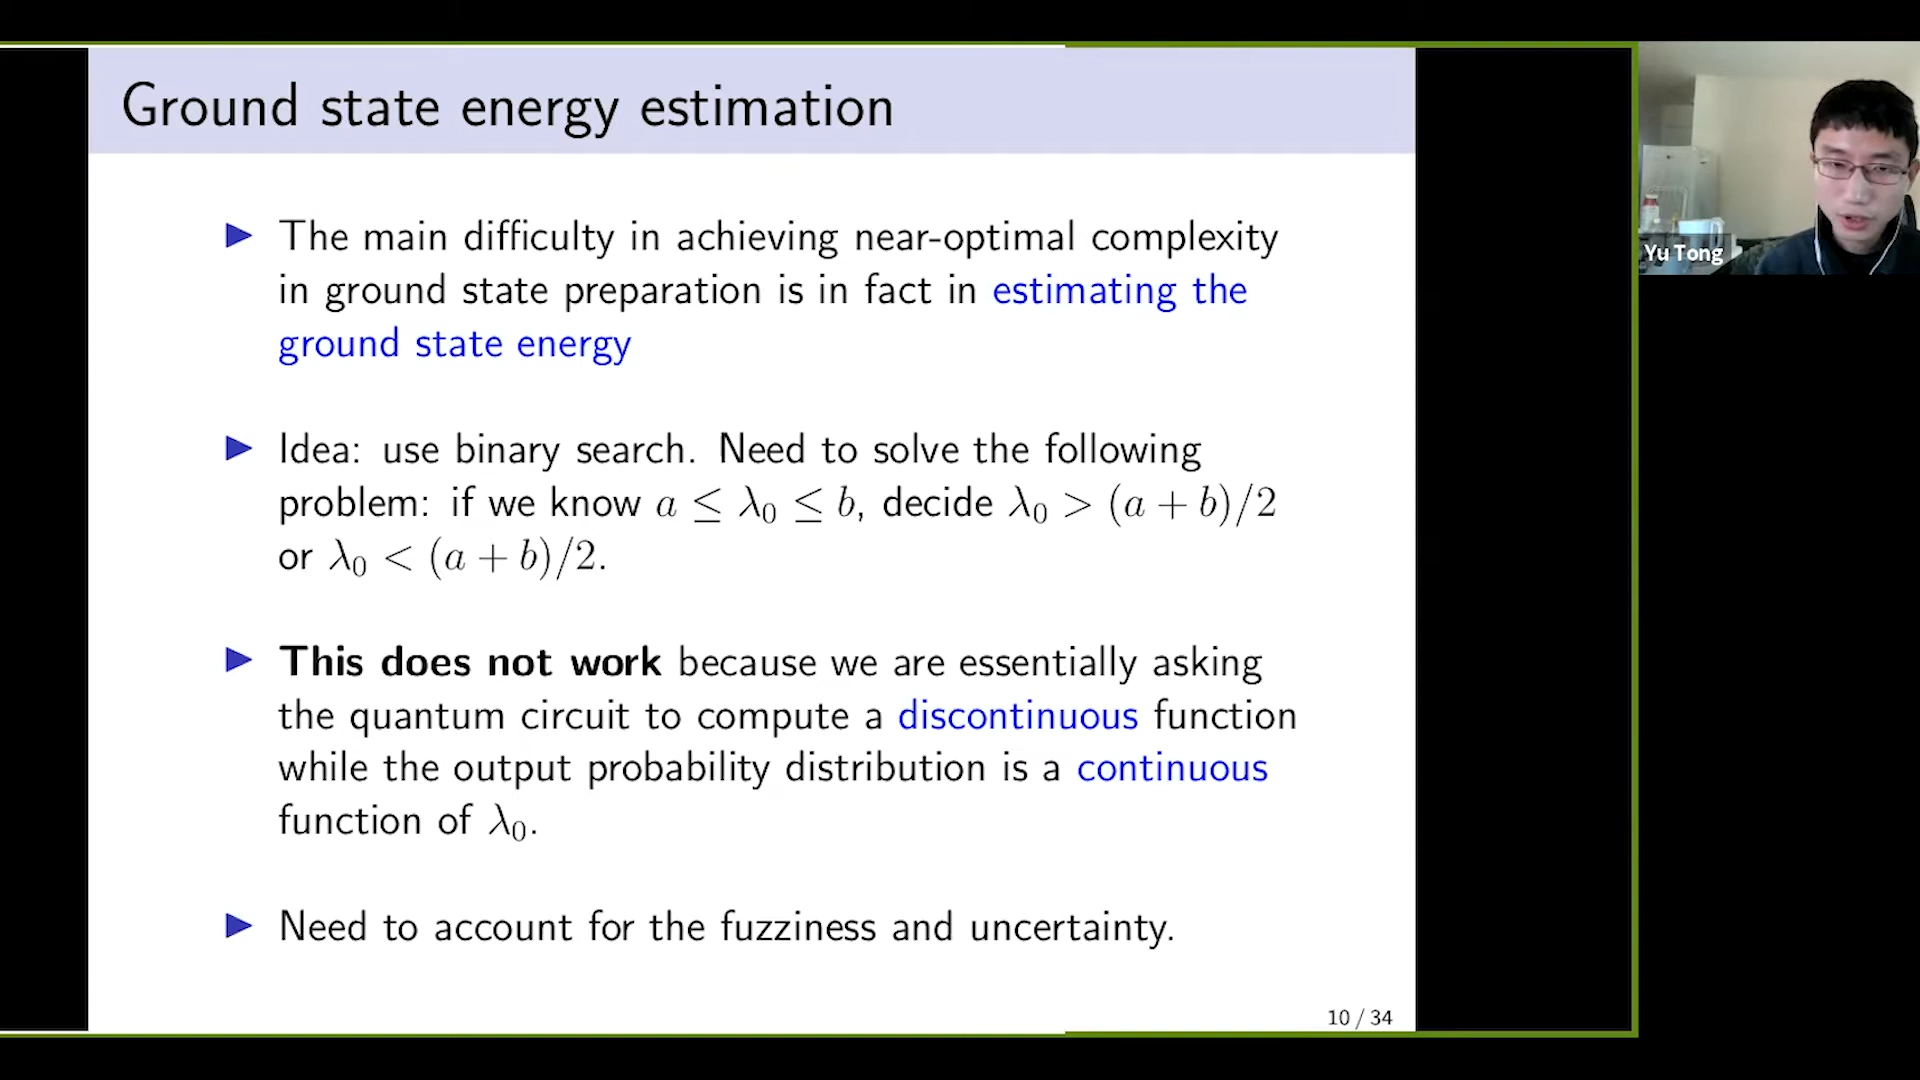 Ground state energy estimation
▶ The main difficulty in achieving near-optimal complexity
in ground state preparation is in fact in estimating the
ground state energy
▶ Idea: use binary search. Need to solve the following
problem: if we know a ≤ λ₀ ≤ b, decide λ₀ > (a + b)/2
or λ₀ < (a + b)/2.
▶ This does not work because we are essentially asking
the quantum circuit to compute a discontinuous function
while the output probability distribution is a continuous
function of λ₀.
▶ Need to account for the fuzziness and uncertainty.
10 / 34
Yu Tong